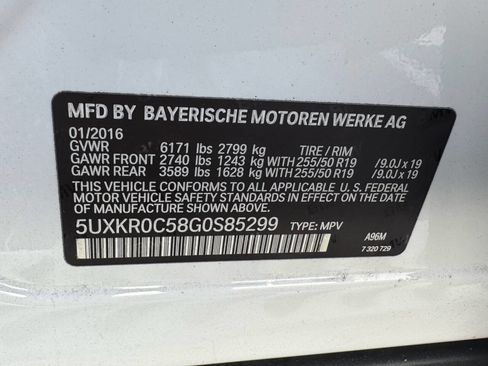 MFD BY BAYERISCHE MOTOREN WERKE AG
01/2016
GVWR 6171 lbs 2799 kg TIRE / RIM
GAWR FRONT 2740 lbs 1243 kg WITH 255/50 R19 / 9.0J x 19
GAWR REAR 3589 lbs 1628 kg WITH 255/50 R19 / 9.0J x 19
THIS VEHICLE CONFORMS TO ALL APPLICABLE U.S. FEDERAL
MOTOR VEHICLE SAFETY STANDARDS IN EFFECT ON THE DATE
OF MANUFACTURE SHOWN ABOVE.
5UXKR0C58G0S85299 TYPE: MPV
A96M
7 320 729